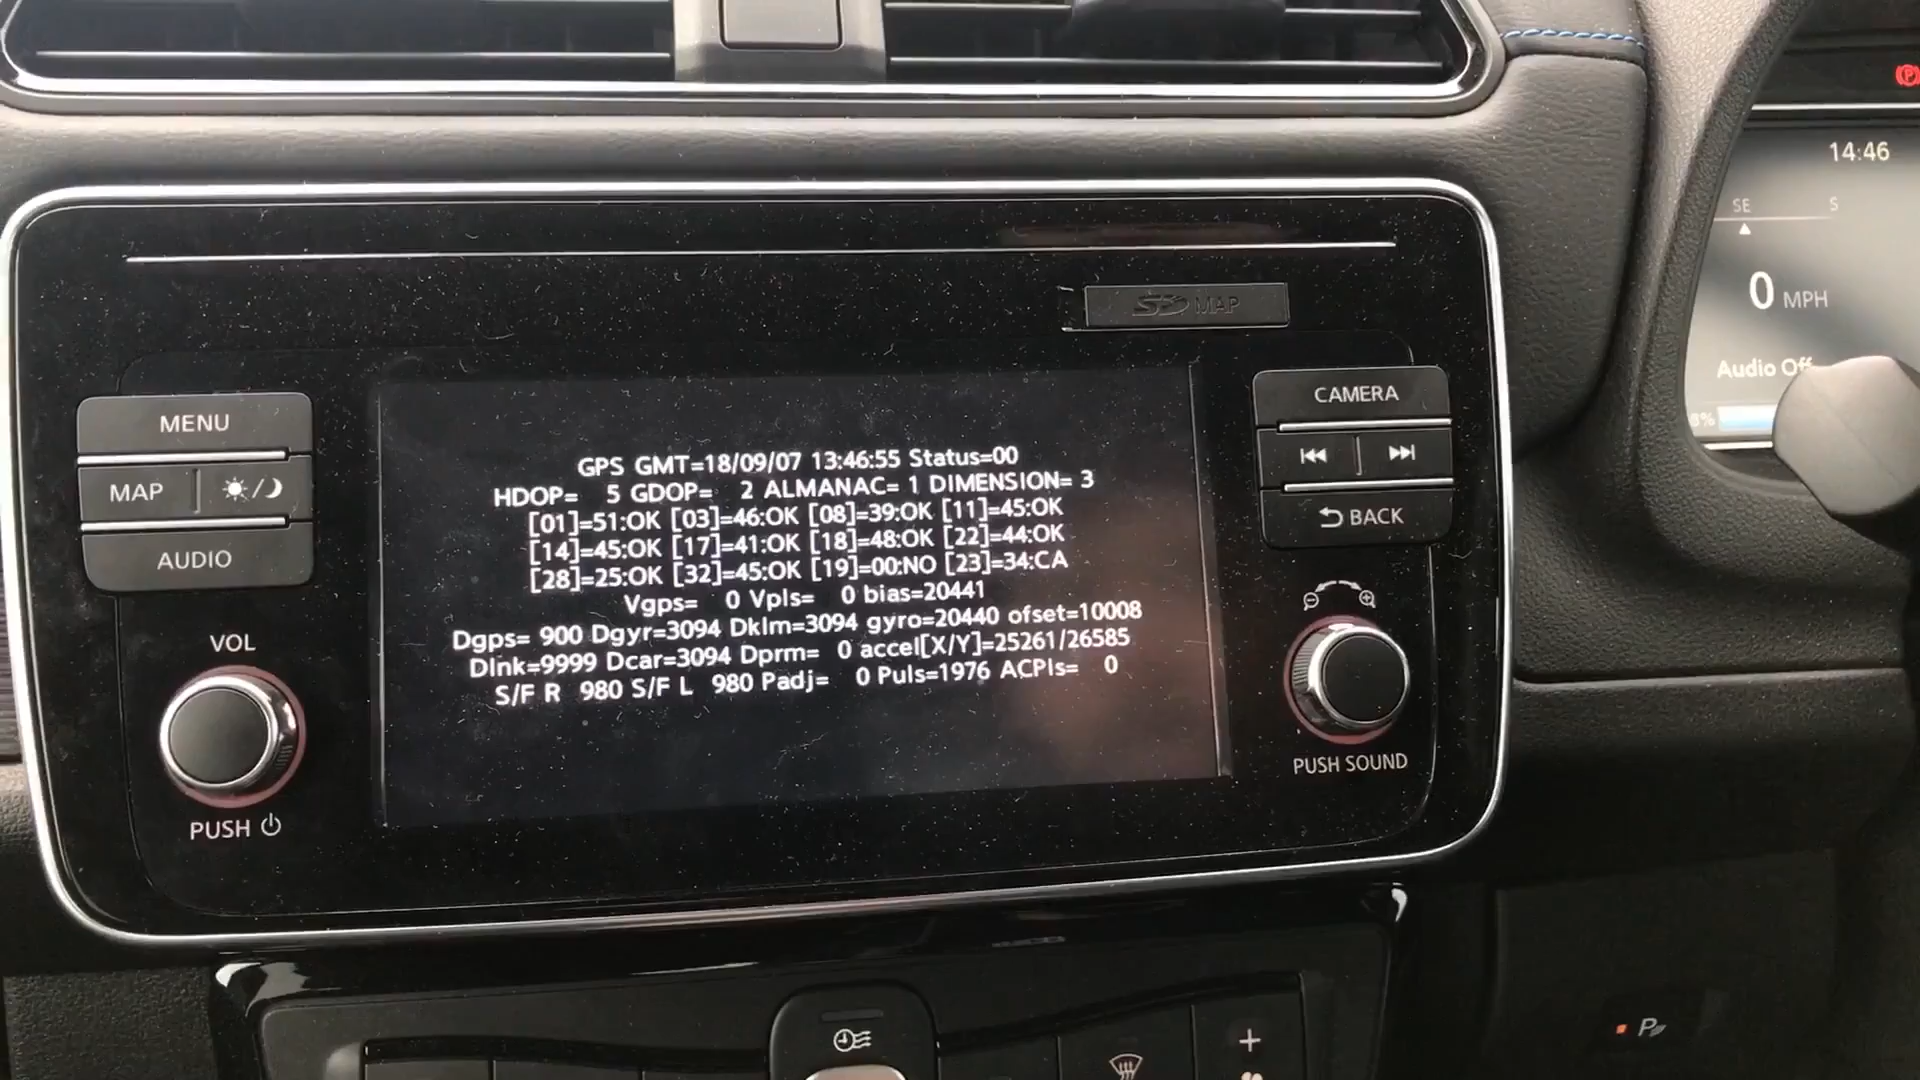 14:46
SE S
0 MPH
Audio Off
8%
SD MAP
MENU
MAP
AUDIO
VOL
PUSH
CAMERA
BACK
PUSH SOUND
GPS GMT=18/09/07 13:46:55 Status=00
HDOP= 5 GDOP= 2 ALMANAC= 1 DIMENSION= 3
[01]=51:OK [03]=46:OK [08]=39:OK [11]=45:OK
[14]=45:OK [17]=41:OK [18]=48:OK [22]=44:OK
[28]=25:OK [32]=45:OK [19]=00:NO [23]=34:CA
Vgps= 0 Vpls= 0 bias=20441
Dgps= 900 Dgyr=3094 Dklm=3094 gyro=20440 ofset=10008
Dlnk=9999 Dcar=3094 Dprm= 0 accel[X/Y]=25261/26585
S/F R 980 S/F L 980 Padj= 0 Puls=1976 ACPls= 0
P